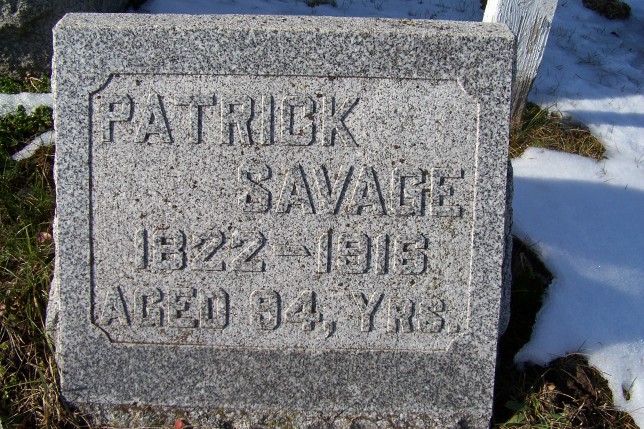 PATRICK
SAVAGE
1822-1916
AGED 94, YRS.